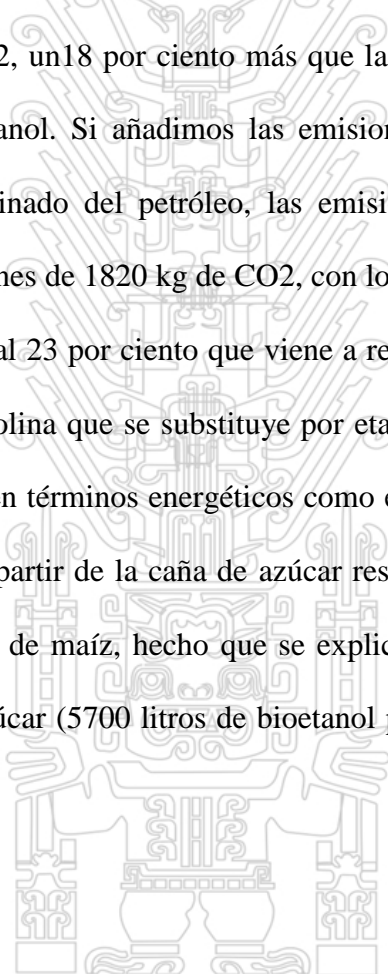 2, un18 por ciento más que la
anol. Si añadimos las emision
inado del petróleo, las emisi
nes de 1820 kg de CO2, con lo
al 23 por ciento que viene a re
olina que se substituye por eta
en términos energéticos como e
partir de la caña de azúcar res
de maíz, hecho que se explic
úcar (5700 litros de bioetanol p